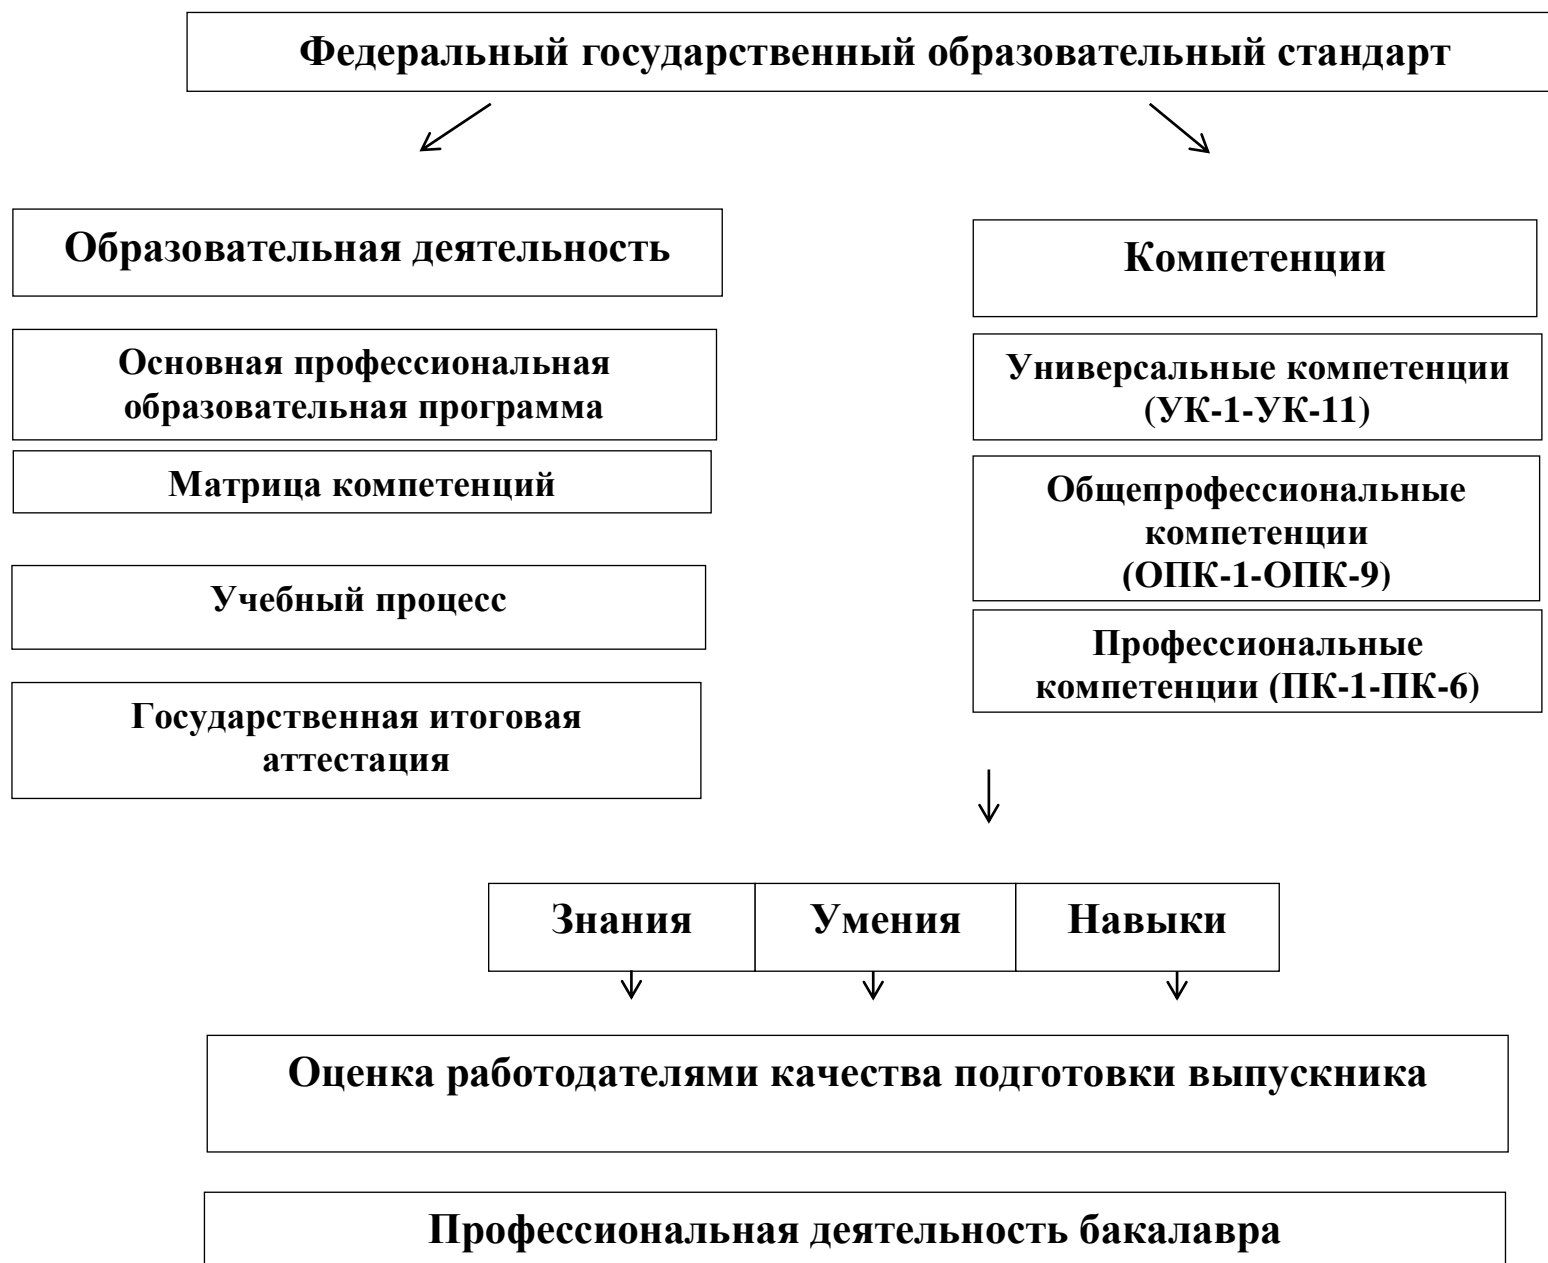 Федеральный государственный образовательный стандарт
Образовательная деятельность
Основная профессиональная
образовательная программа
Матрица компетенций
Учебный процесс
Государственная итоговая
аттестация
Компетенции
Универсальные компетенции
(УК-1-УК-11)
Общепрофессиональные
компетенции
(ОПК-1-ОПК-9)
Профессиональные
компетенции (ПК-1-ПК-6)
Знания
Умения
Навыки
Оценка работодателями качества подготовки выпускника
Профессиональная деятельность бакалавра